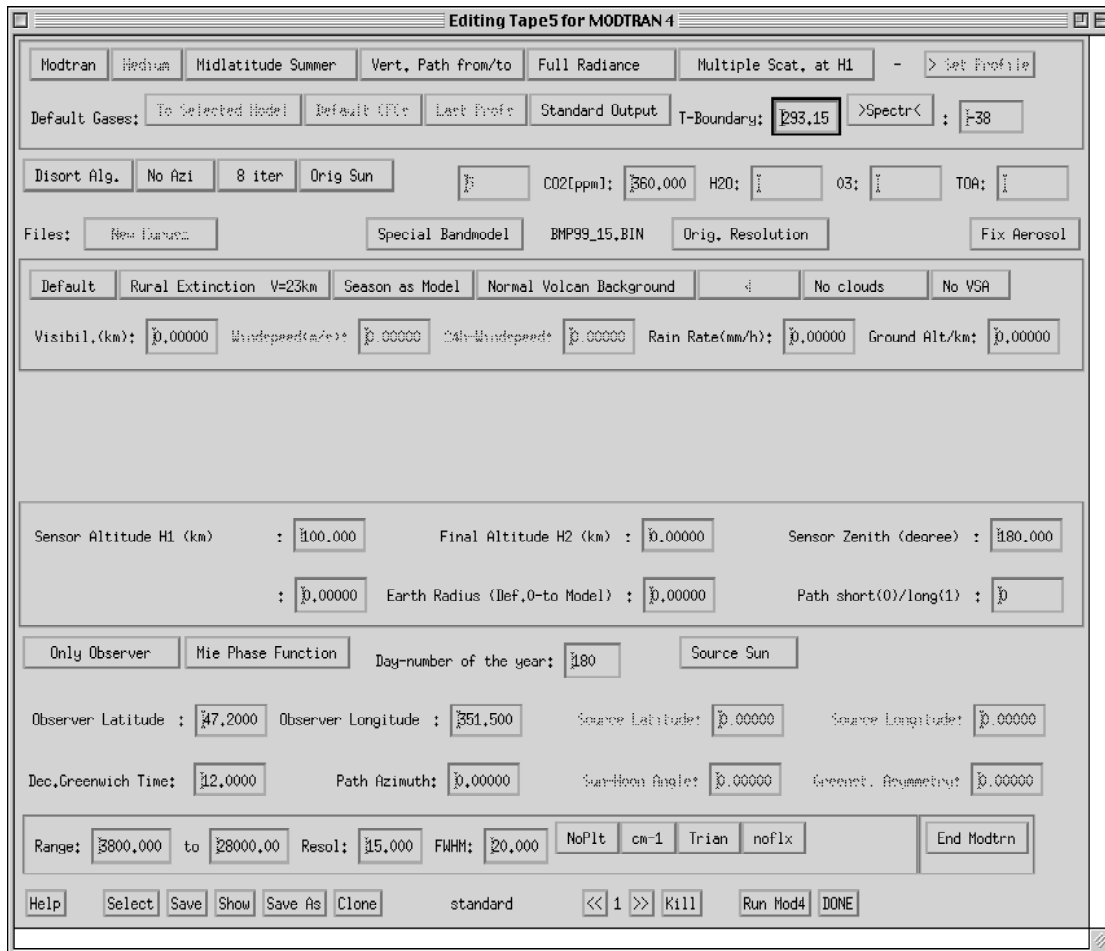 Editing Tape5 for MODTRAN 4
Modtran Medium Midlatitude Summer Vert. Path from/to Full Radiance Multiple Scat. at H1 - > Set Profile
Default Gases: To Selected Model Default CFCs Last Profs Standard Output T-Boundary: 293.15 >Spectr< : -38
Disort Alg. No Azi 8 iter Orig Sun CO2[ppm]: 360.000 H2O: O3: TOA:
Files: Special Bandmodel BMP99_15.BIN Orig. Resolution Fix Aerosol
Default Rural Extinction V=23km Season as Model Normal Volcan Background No clouds No VSA
Visibil.(km): 0.00000 Windspeed(m/s): 0.00000 24h-Windspeed: 0.00000 Rain Rate(mm/h): 0.00000 Ground Alt/km: 0.00000
Sensor Altitude H1 (km) : 100.000 Final Altitude H2 (km) : 0.00000 Sensor Zenith (degree) : 180.000
: 0.00000 Earth Radius (Def.0-to Model) : 0.00000 Path short(0)/long(1) : 0
Only Observer Mie Phase Function Day-number of the year: 180 Source Sun
Observer Latitude : 47.2000 Observer Longitude : 351.500 Source Latitude: 0.00000 Source Longitude: 0.00000
Dec.Greenwich Time: 12.0000 Path Azimuth: 0.00000 Sun-Moon Angle: 0.00000 Greenst. Asymmetry: 0.00000
Range: 3800.000 to 28000.00 Resol: 15.000 FWHM: 20.000 NoPlt cm-1 Trian noflx End Modtrn
Help Select Save Show Save As Clone standard << 1 >> Kill Run Mod4 DONE